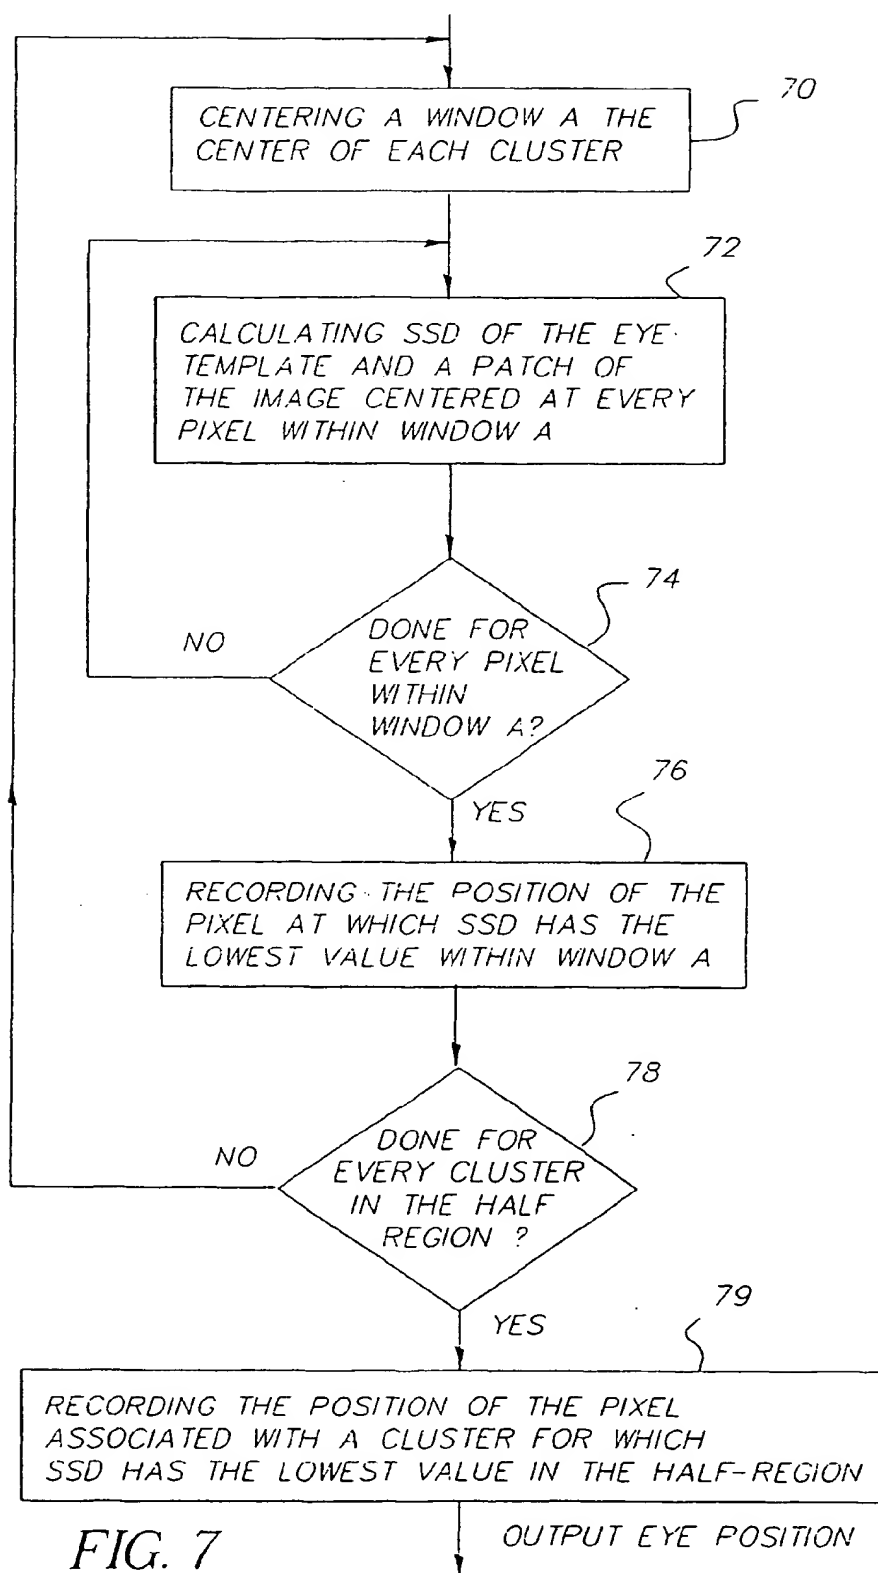 70
CENTERING A WINDOW A THE
CENTER OF EACH CLUSTER
72
CALCULATING SSD OF THE EYE
TEMPLATE AND A PATCH OF
THE IMAGE CENTERED AT EVERY
PIXEL WITHIN WINDOW A
74
DONE FOR
EVERY PIXEL
WITHIN
WINDOW A?
NO
YES
76
RECORDING THE POSITION OF THE
PIXEL AT WHICH SSD HAS THE
LOWEST VALUE WITHIN WINDOW A
78
DONE FOR
EVERY CLUSTER
IN THE HALF
REGION ?
NO
YES
79
RECORDING THE POSITION OF THE PIXEL
ASSOCIATED WITH A CLUSTER FOR WHICH
SSD HAS THE LOWEST VALUE IN THE HALF-REGION
OUTPUT EYE POSITION
FIG. 7